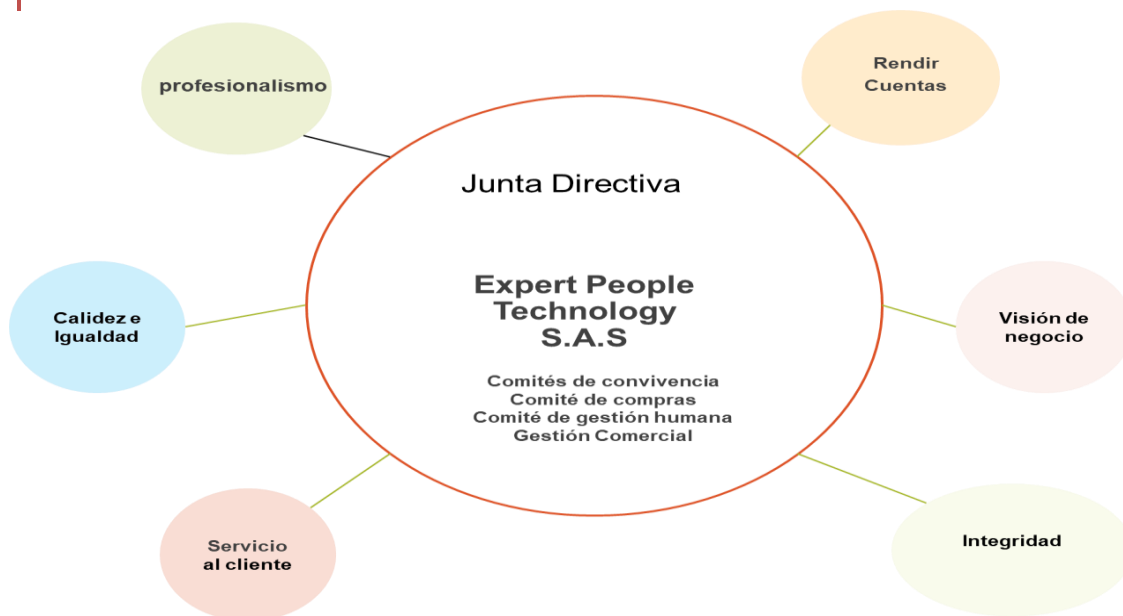 profesionalismo
Rendir
Cuentas
Junta Directiva
Expert People
Technology
S.A.S
Comités de convivencia
Comité de compras
Comité de gestión humana
Gestión Comercial
Calidez e
Igualdad
Visión de
negocio
Servicio
al cliente
Integridad